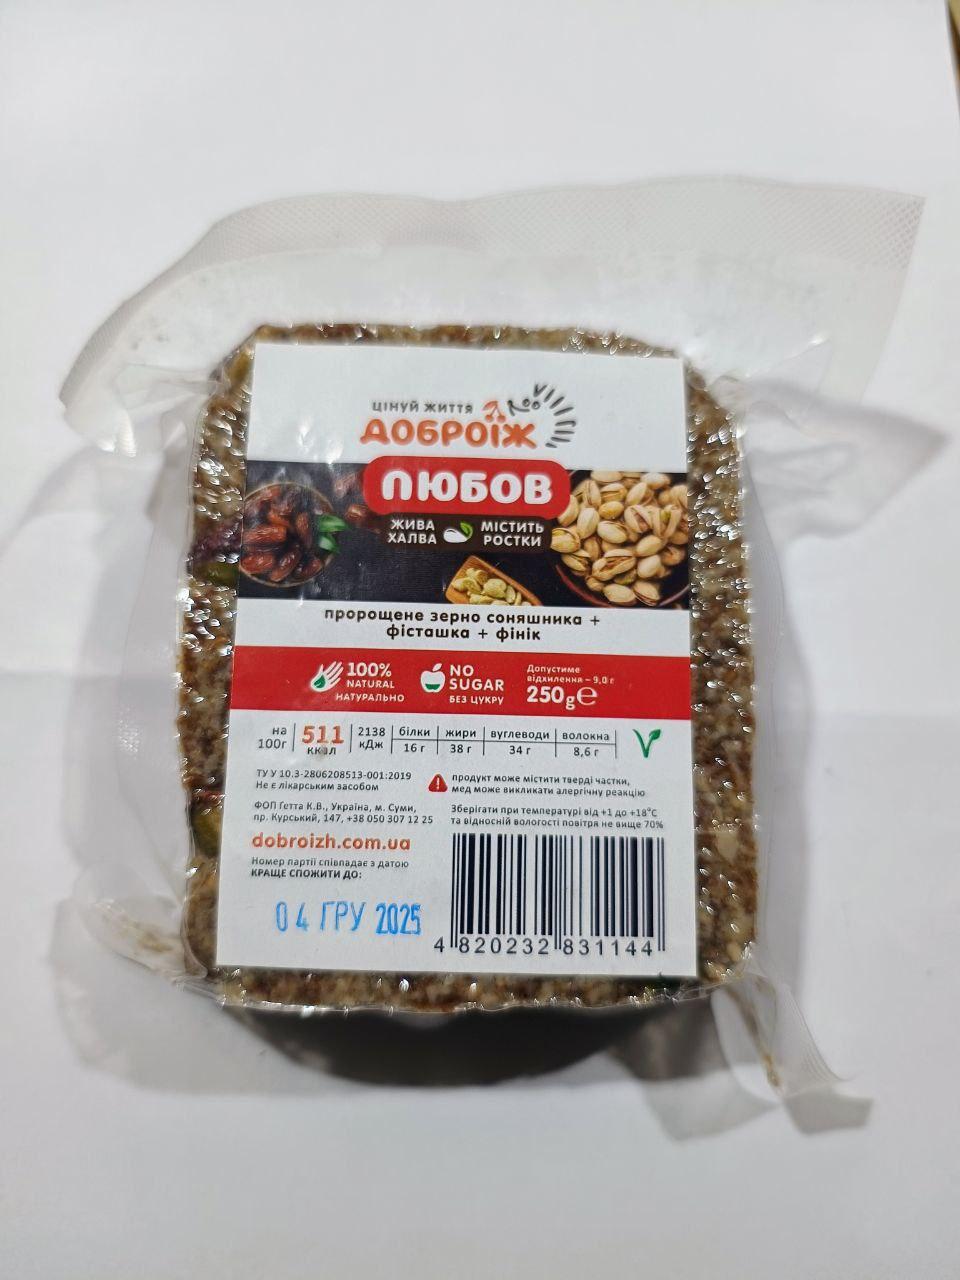 ЦІНУЙ ЖИТТЯ
ДОБРОЇЖ
ЛЮБОВ
ЖИВА ХАЛВА
МІСТИТЬ РОСТКИ
пророщене зерно соняшника +
фісташка + фінік
100%
NATURAL
НАТУРАЛЬНО
NO
SUGAR
БЕЗ ЦУКРУ
Допустиме
відхилення – 9,0 г
250g℮
на
100г
511
ккал
2138
кДж
білки
16 г
жири
38 г
вуглеводи
34 г
волокна
8,6 г
ТУ У 10.3-2806208513-001:2019
Не є лікарським засобом
продукт може містити тверді частки,
мед може викликати алергічну реакцію
ФОП Гетта К.В., Україна, м. Суми,
пр. Курський, 147, +38 050 307 12 25
Зберігати при температурі від +1 до +18°С
та відносній вологості повітря не вище 70%
dobroizh.com.ua
Номер партії співпадає з датою
КРАЩЕ СПОЖИТИ ДО:
04 ГРУ 2025
4 820232 831144